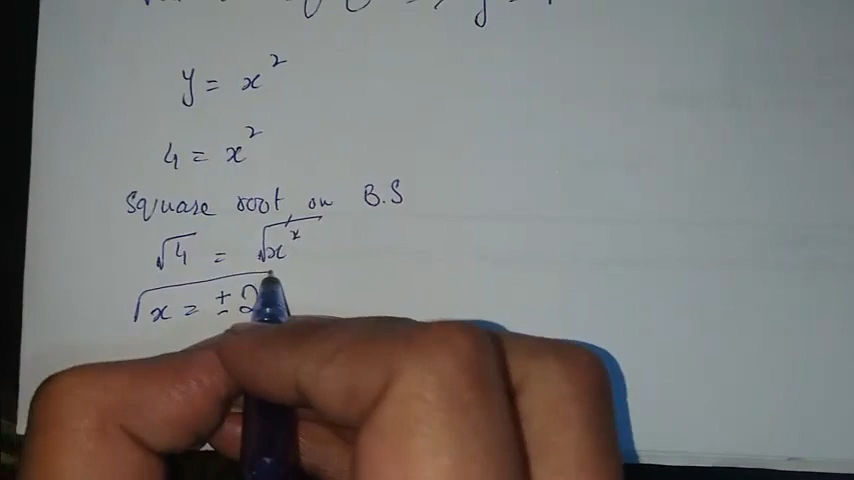 y = x²
4 = x²
Square root on B.S
√4 = √x²
x = ± 2